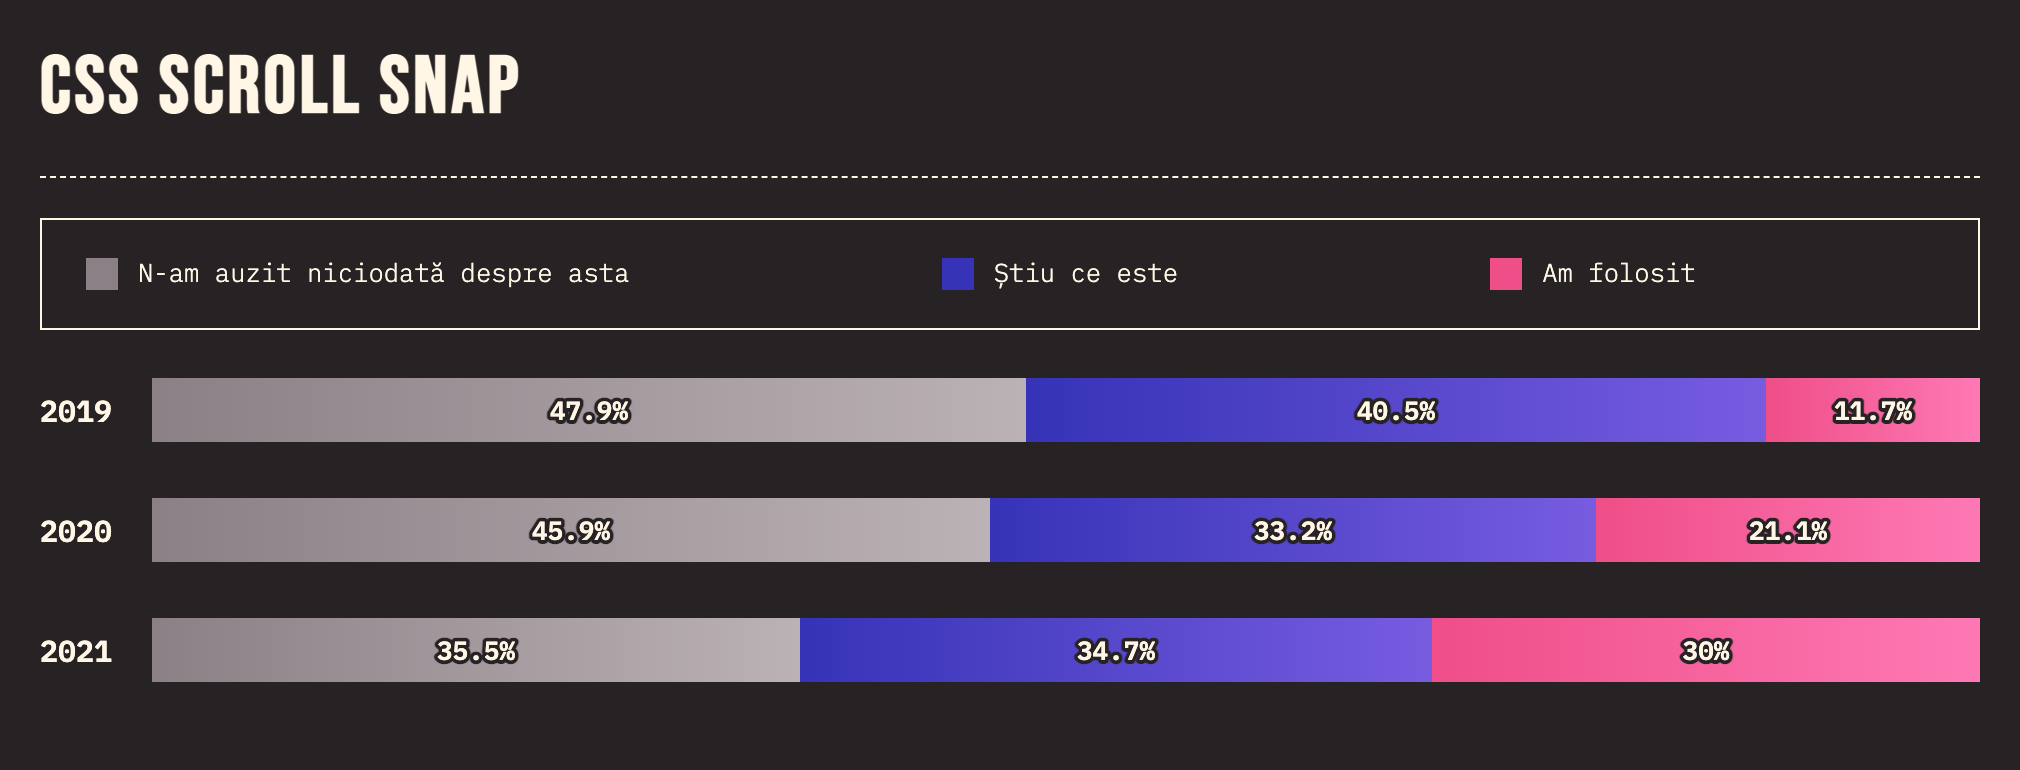 CSS SCROLL SNAP
N-am auzit niciodată despre asta Știu ce este Am folosit
2019 47.9% 40.5% 11.7%
2020 45.9% 33.2% 21.1%
2021 35.5% 34.7% 30%